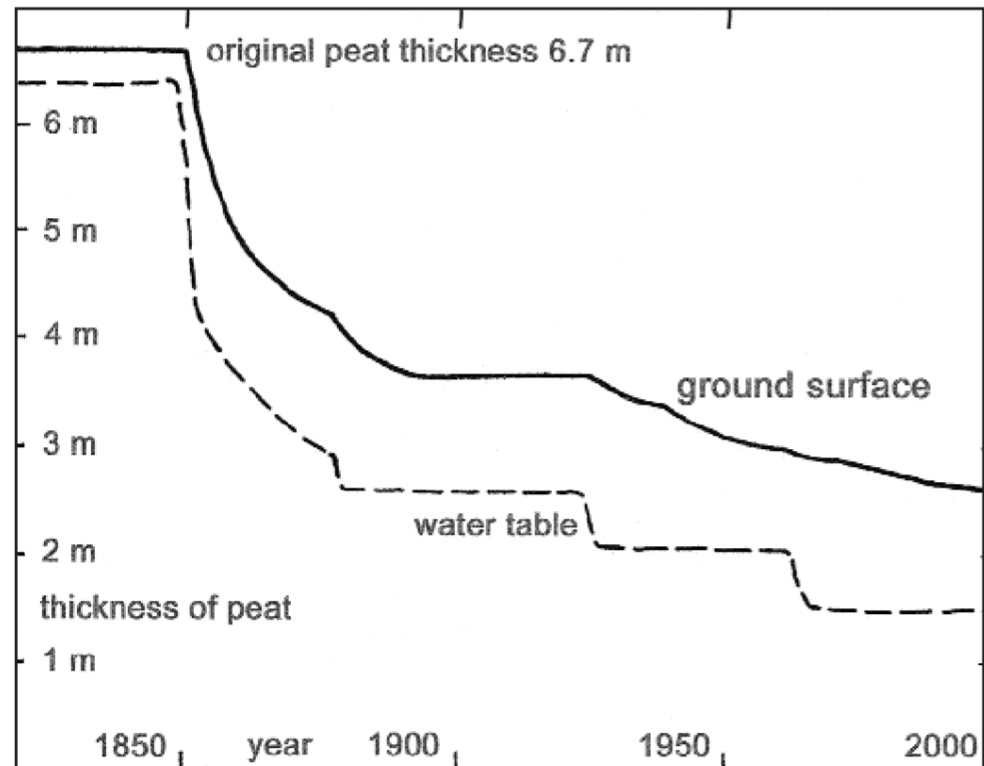 original peat thickness 6.7 m
6 m
5 m
4 m
ground surface
3 m
water table
2 m
thickness of peat
1 m
1850 year 1900 1950 2000